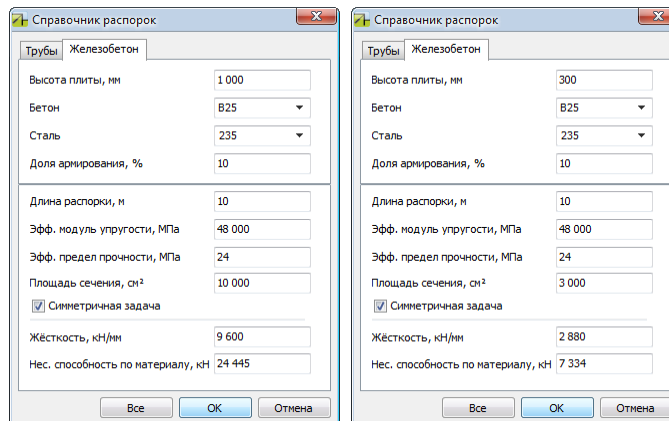 Справочник распорок
Трубы Железобетон
Высота плиты, мм 1 000
Бетон B25
Сталь 235
Доля армирования, % 10
Длина распорки, м 10
Эфф. модуль упругости, МПа 48 000
Эфф. предел прочности, МПа 24
Площадь сечения, см² 10 000
Симметричная задача
Жёсткость, кН/мм 9 600
Нес. способность по материалу, кН 24 445
Все OK Отмена
Справочник распорок
Трубы Железобетон
Высота плиты, мм 300
Бетон B25
Сталь 235
Доля армирования, % 10
Длина распорки, м 10
Эфф. модуль упругости, МПа 48 000
Эфф. предел прочности, МПа 24
Площадь сечения, см² 3 000
Симметричная задача
Жёсткость, кН/мм 2 880
Нес. способность по материалу, кН 7 334
Все OK Отмена